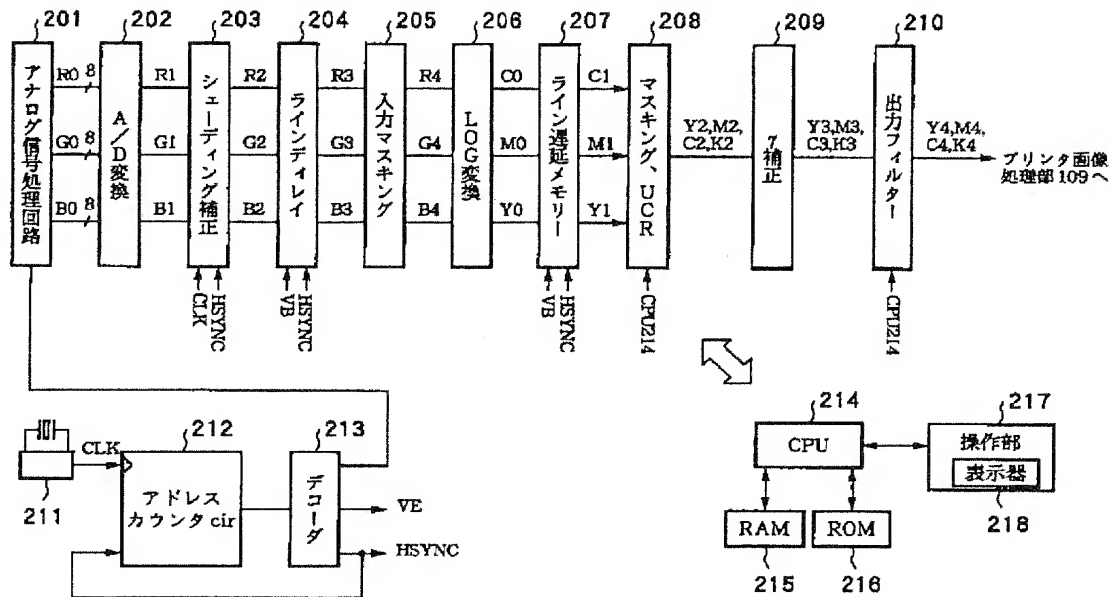 201 202 203 204 205 206 207 208 209 210
アナログ信号処理回路
R0 8
G0 8
B0 8
A/D変換
R1
G1
B1
シェーディング補正
CLK
HSYNC
R2
G2
B2
ラインディレイ
VB
HSYNC
R3
G3
B3
入力マスキング
R4
G4
B4
LOG変換
C0
M0
Y0
ライン遅延メモリー
VB
HSYNC
C1
M1
Y1
マスキング、UCR
CPU214
Y2,M2,
C2,K2
γ補正
Y3,M3,
C3,K3
出力フィルター
CPU214
Y4,M4,
C4,K4
プリンタ画像
処理部109へ
211
CLK
212
アドレス
カウンタcir
213
デコーダ
VE
HSYNC
214
CPU
217
操作部
表示器
218
RAM
215
ROM
216